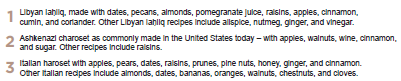 1 Libyan laḥliq, made with dates, pecans, almonds, pomegranate juice, raisins, apples, cinnamon,
cumin, and coriander. Other Libyan laḥliq recipes include allspice, nutmeg, ginger, and vinegar.
2 Ashkenazi charoset as commonly made in the United States today – with apples, walnuts, wine, cinnamon,
and sugar. Other recipes include raisins.
3 Italian haroset with apples, pears, dates, raisins, prunes, pine nuts, honey, ginger, and cinnamon.
Other Italian recipes include almonds, dates, bananas, oranges, walnuts, chestnuts, and cloves.